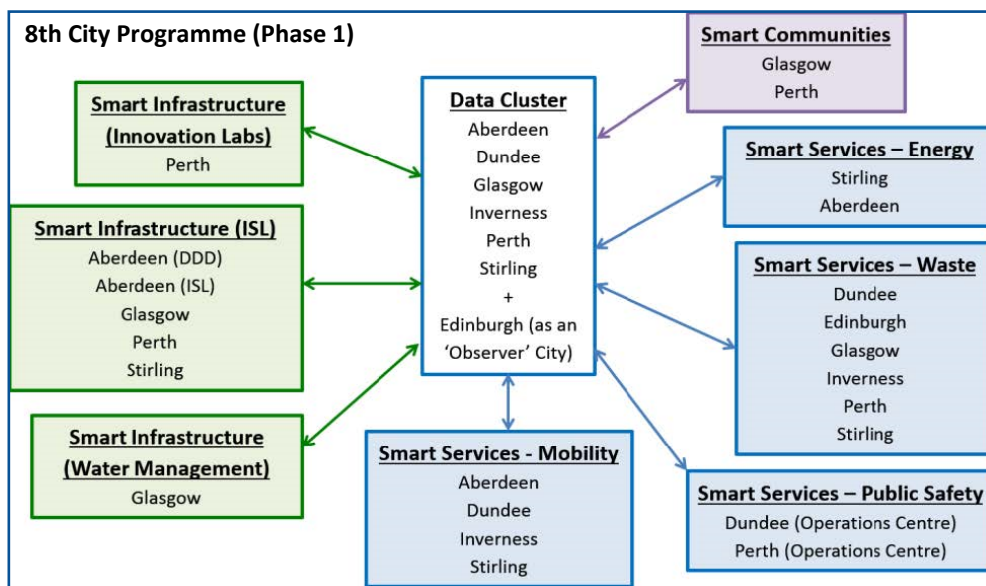 8th City Programme (Phase 1)
Smart Infrastructure
(Innovation Labs)
Perth
Smart Infrastructure (ISL)
Aberdeen (DDD)
Aberdeen (ISL)
Glasgow
Perth
Stirling
Smart Infrastructure
(Water Management)
Glasgow
Data Cluster
Aberdeen
Dundee
Glasgow
Inverness
Perth
Stirling
+
Edinburgh (as an
‘Observer’ City)
Smart Services - Mobility
Aberdeen
Dundee
Inverness
Stirling
Smart Communities
Glasgow
Perth
Smart Services – Energy
Stirling
Aberdeen
Smart Services – Waste
Dundee
Edinburgh
Glasgow
Inverness
Perth
Stirling
Smart Services – Public Safety
Dundee (Operations Centre)
Perth (Operations Centre)